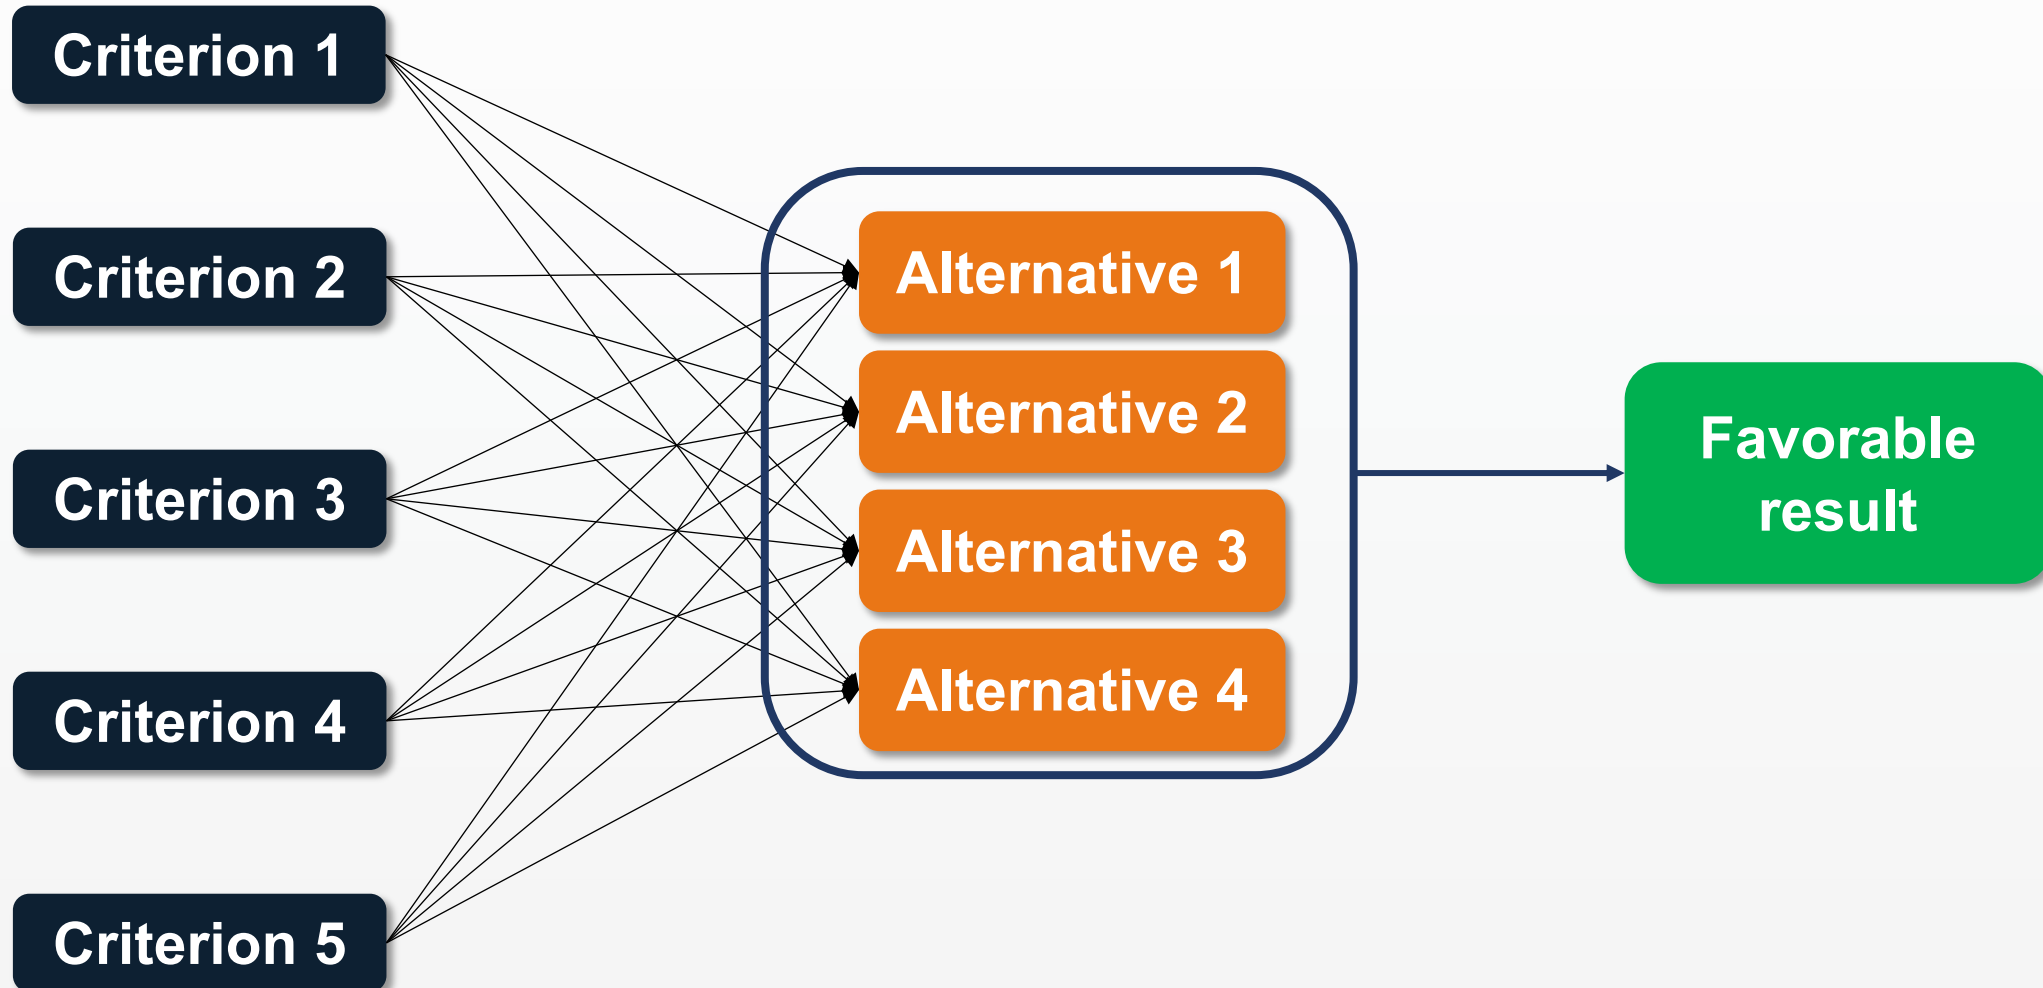 Criterion 1
Criterion 2
Criterion 3
Criterion 4
Criterion 5
Alternative 1
Alternative 2
Alternative 3
Alternative 4
Favorable
result